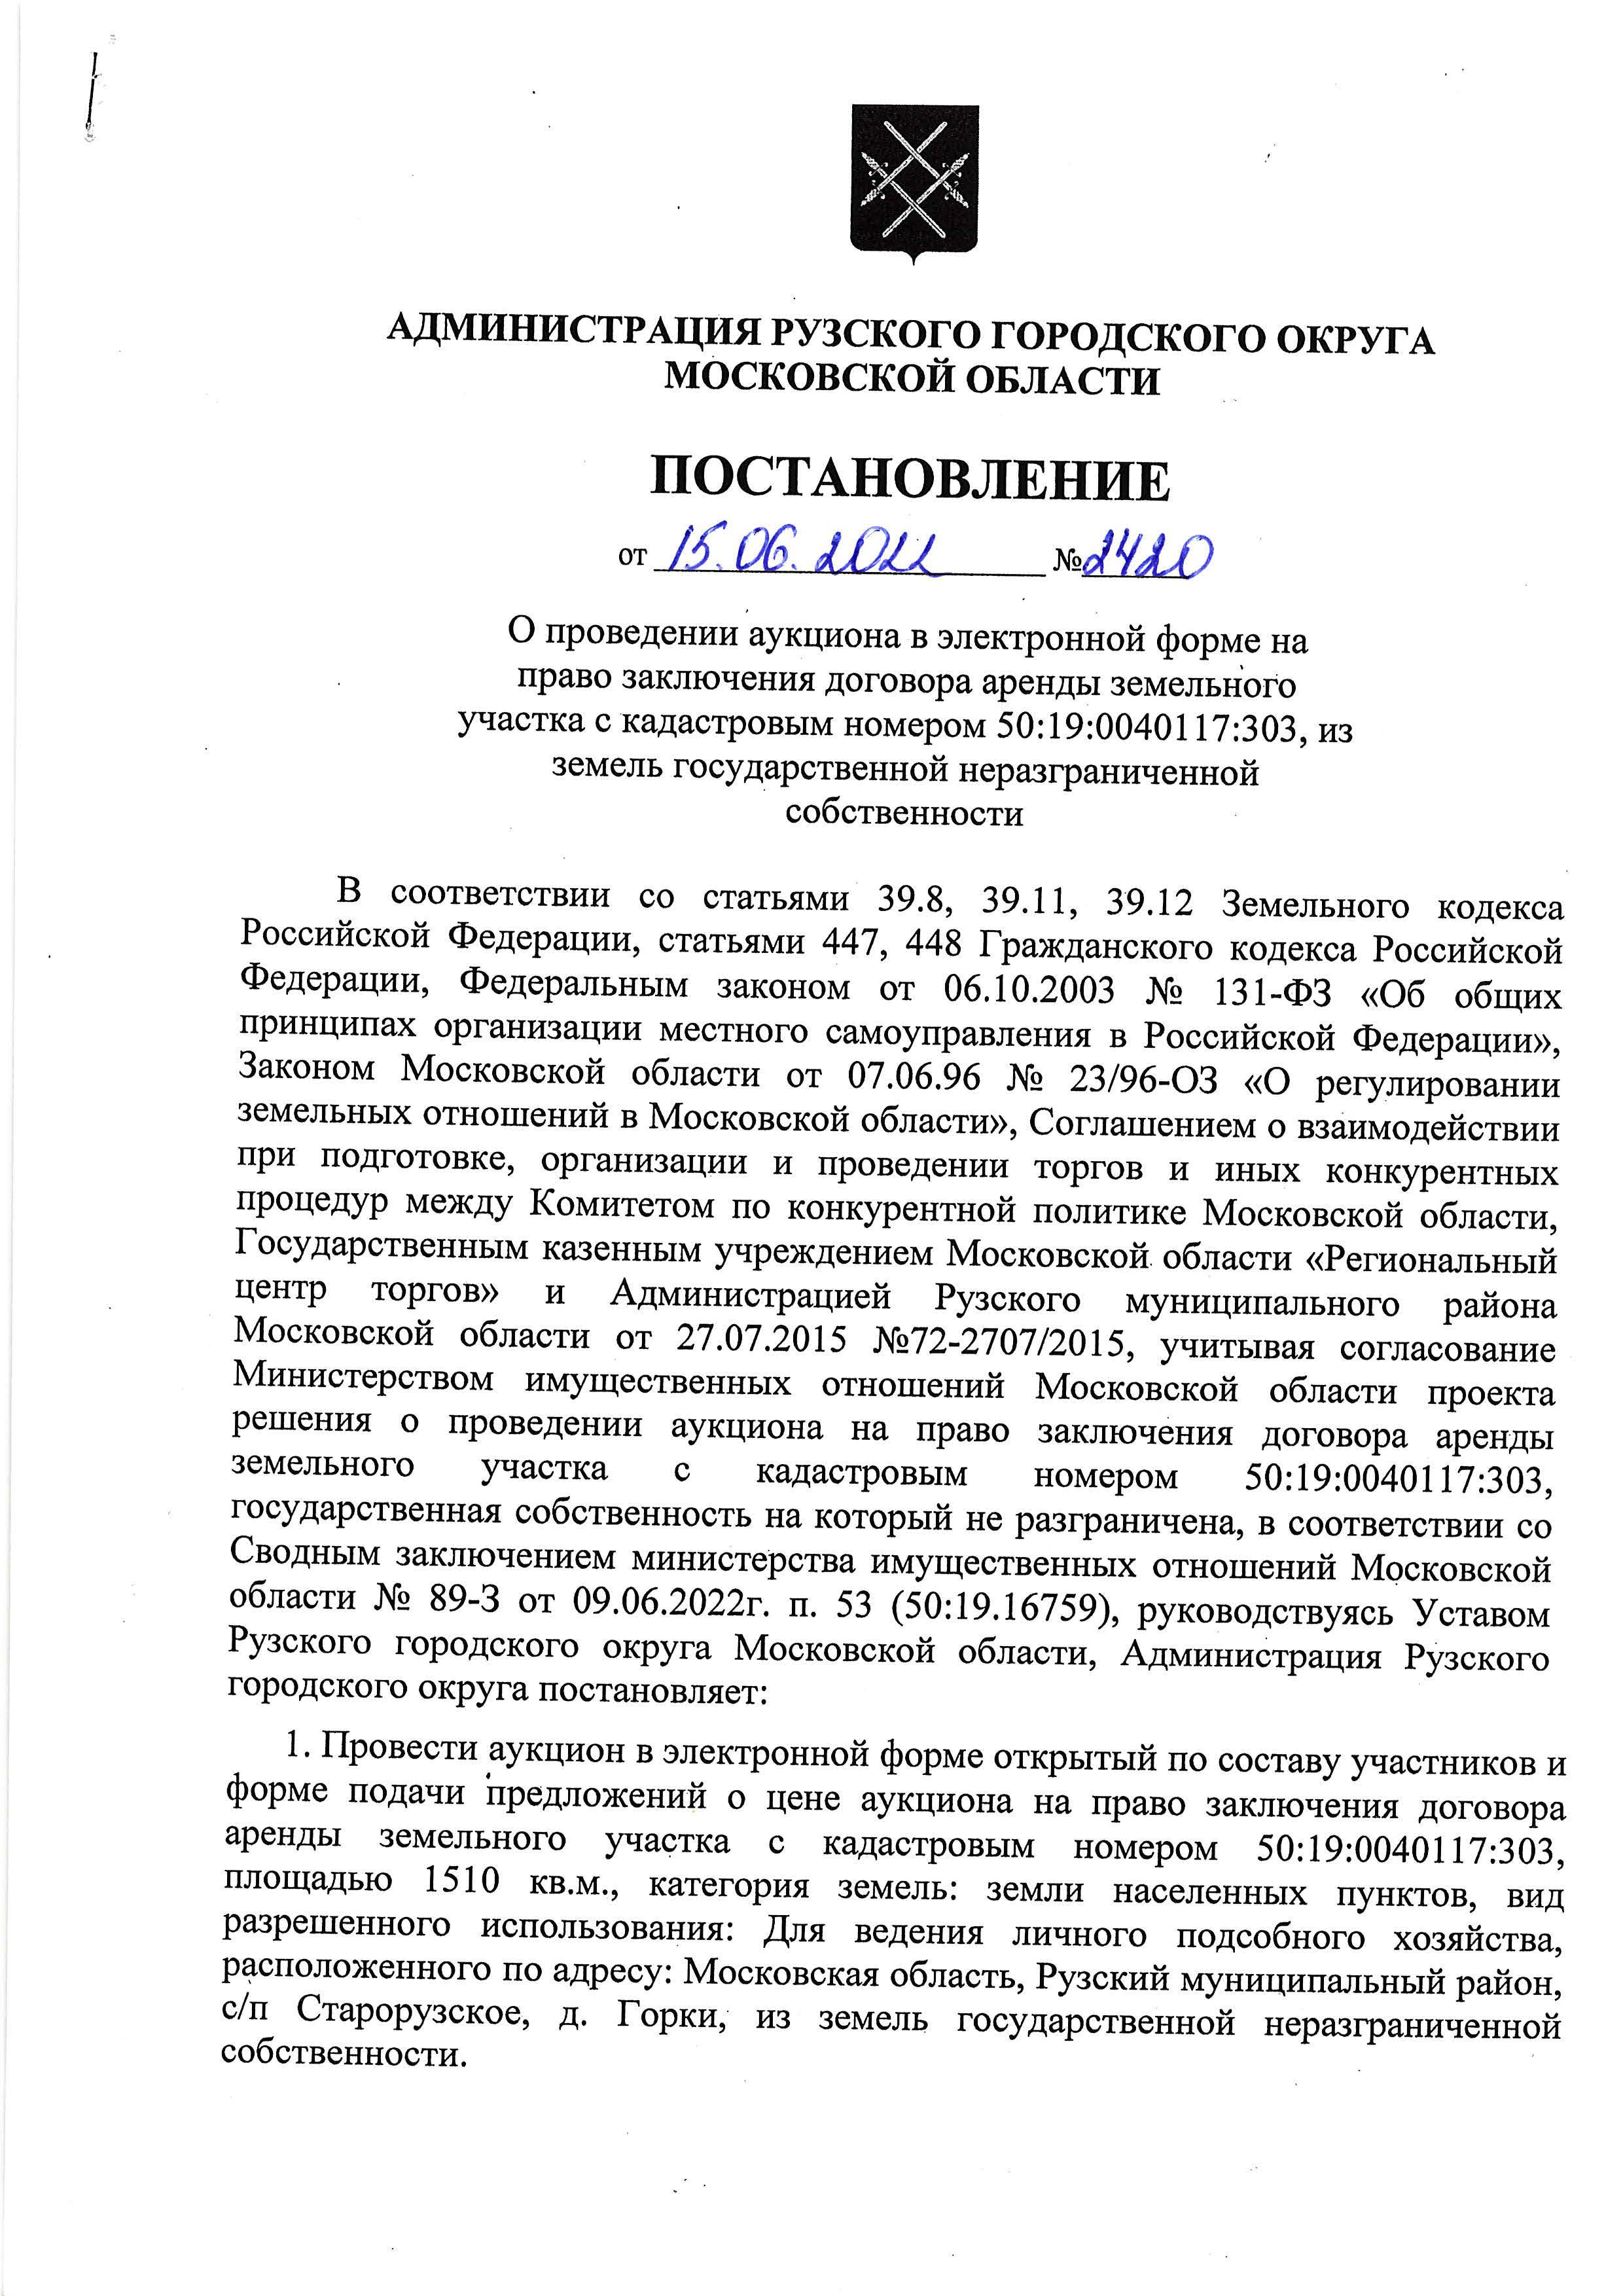 АДМИНИСТРАЦИЯ РУЗСКОГО ГОРОДСКОГО ОКРУГА
МОСКОВСКОЙ ОБЛАСТИ
ПОСТАНОВЛЕНИЕ
от 15.06.2022 №2420
О проведении аукциона в электронной форме на
право заключения договора аренды земельного
участка с кадастровым номером 50:19:0040117:303, из
земель государственной неразграниченной
собственности
В соответствии со статьями 39.8, 39.11, 39.12 Земельного кодекса
Российской Федерации, статьями 447, 448 Гражданского кодекса Российской
Федерации, Федеральным законом от 06.10.2003 № 131-ФЗ «Об общих
принципах организации местного самоуправления в Российской Федерации»,
Законом Московской области от 07.06.96 № 23/96-ОЗ «О регулировании
земельных отношений в Московской области», Соглашением о взаимодействии
при подготовке, организации и проведении торгов и иных конкурентных
процедур между Комитетом по конкурентной политике Московской области,
Государственным казенным учреждением Московской области «Региональный
центр торгов» и Администрацией Рузского муниципального района
Московской области от 27.07.2015 №72-2707/2015, учитывая согласование
Министерством имущественных отношений Московской области проекта
решения о проведении аукциона на право заключения договора аренды
земельного участка с кадастровым номером 50:19:0040117:303,
государственная собственность на который не разграничена, в соответствии со
Сводным заключением министерства имущественных отношений Московской
области № 89-З от 09.06.2022г. п. 53 (50:19.16759), руководствуясь Уставом
Рузского городского округа Московской области, Администрация Рузского
городского округа постановляет:
1. Провести аукцион в электронной форме открытый по составу участников и
форме подачи предложений о цене аукциона на право заключения договора
аренды земельного участка с кадастровым номером 50:19:0040117:303,
площадью 1510 кв.м., категория земель: земли населенных пунктов, вид
разрешенного использования: Для ведения личного подсобного хозяйства,
расположенного по адресу: Московская область, Рузский муниципальный район,
с/п Старорузское, д. Горки, из земель государственной неразграниченной
собственности.